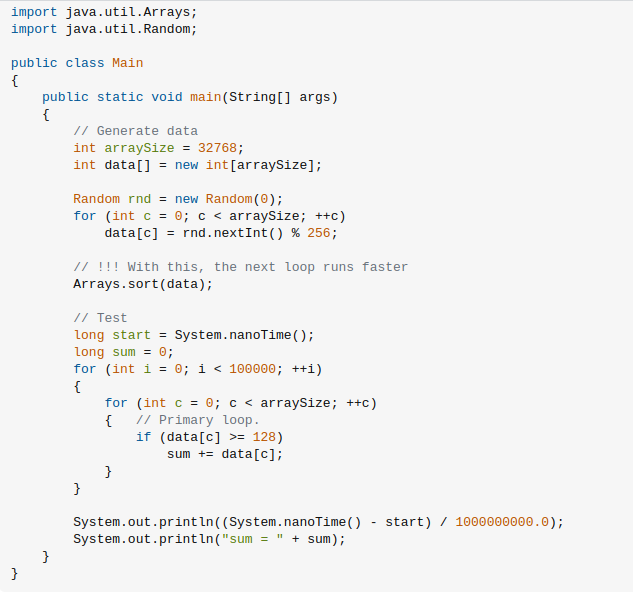 import java.util.Arrays;
import java.util.Random;

public class Main
{
    public static void main(String[] args)
    {
        // Generate data
        int arraySize = 32768;
        int data[] = new int[arraySize];

        Random rnd = new Random(0);
        for (int c = 0; c < arraySize; ++c)
            data[c] = rnd.nextInt() % 256;

        // !!! With this, the next loop runs faster
        Arrays.sort(data);

        // Test
        long start = System.nanoTime();
        long sum = 0;
        for (int i = 0; i < 100000; ++i)
        {
            for (int c = 0; c < arraySize; ++c)
            {   // Primary loop.
                if (data[c] >= 128)
                    sum += data[c];
            }
        }

        System.out.println((System.nanoTime() - start) / 1000000000.0);
        System.out.println("sum = " + sum);
    }
}